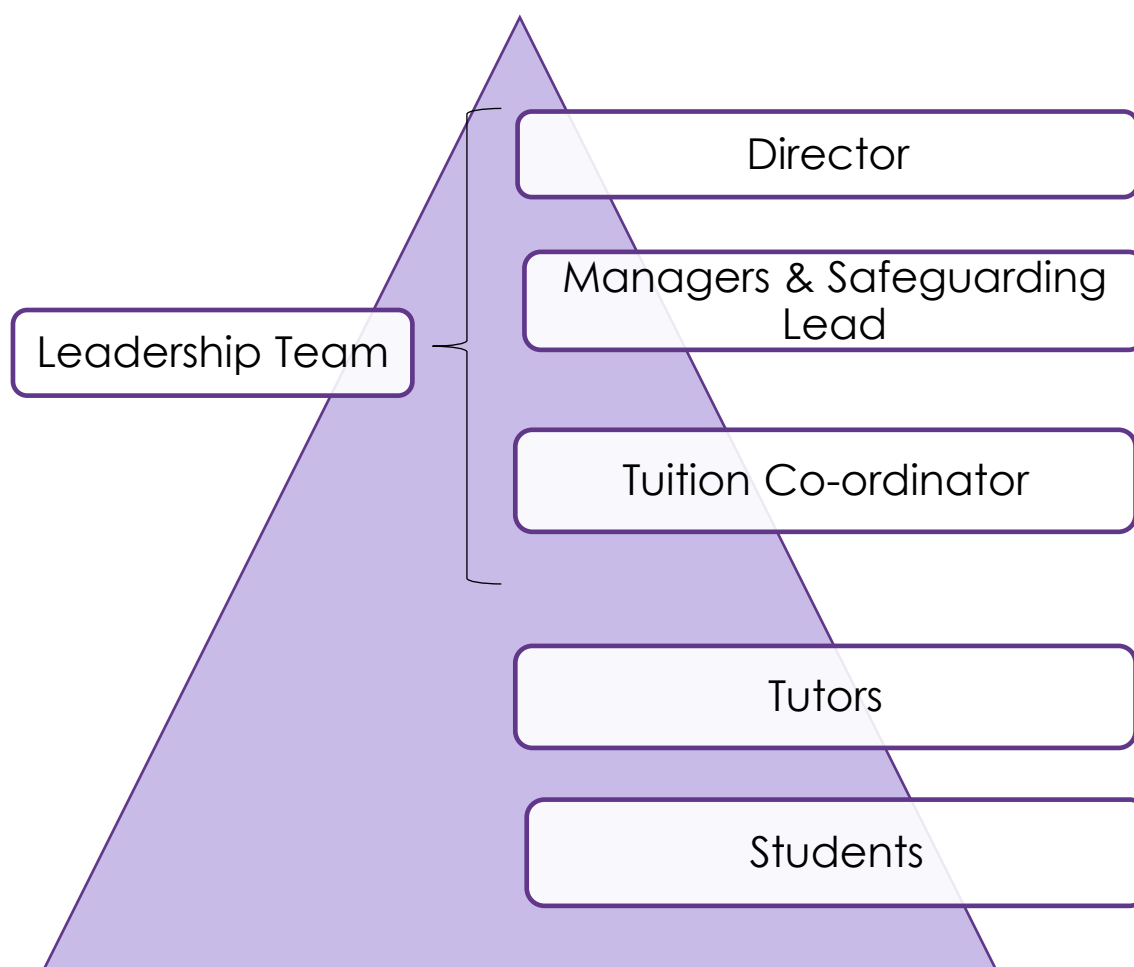 Director
Managers & Safeguarding
Lead
Leadership Team
Tuition Co-ordinator
Tutors
Students